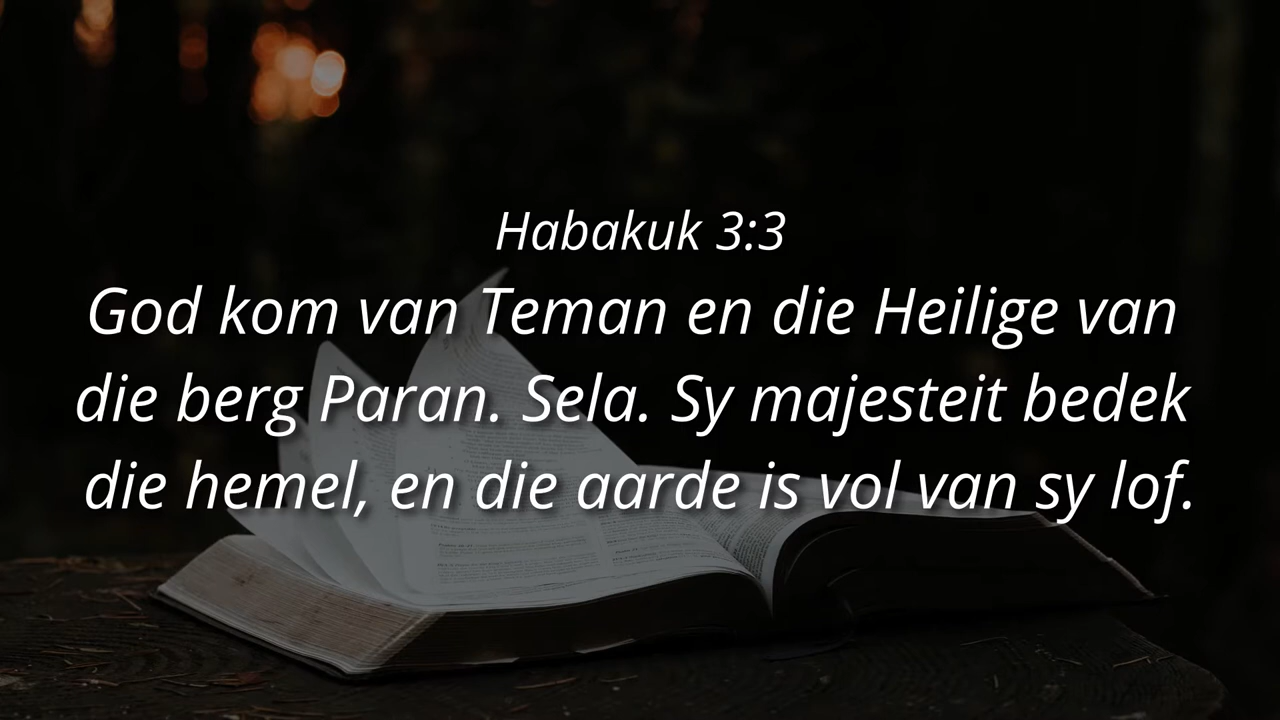 Habakuk 3:3
God kom van Teman en die Heilige van
die berg Paran. Sela. Sy majesteit bedek
die hemel, en die aarde is vol van sy lof.